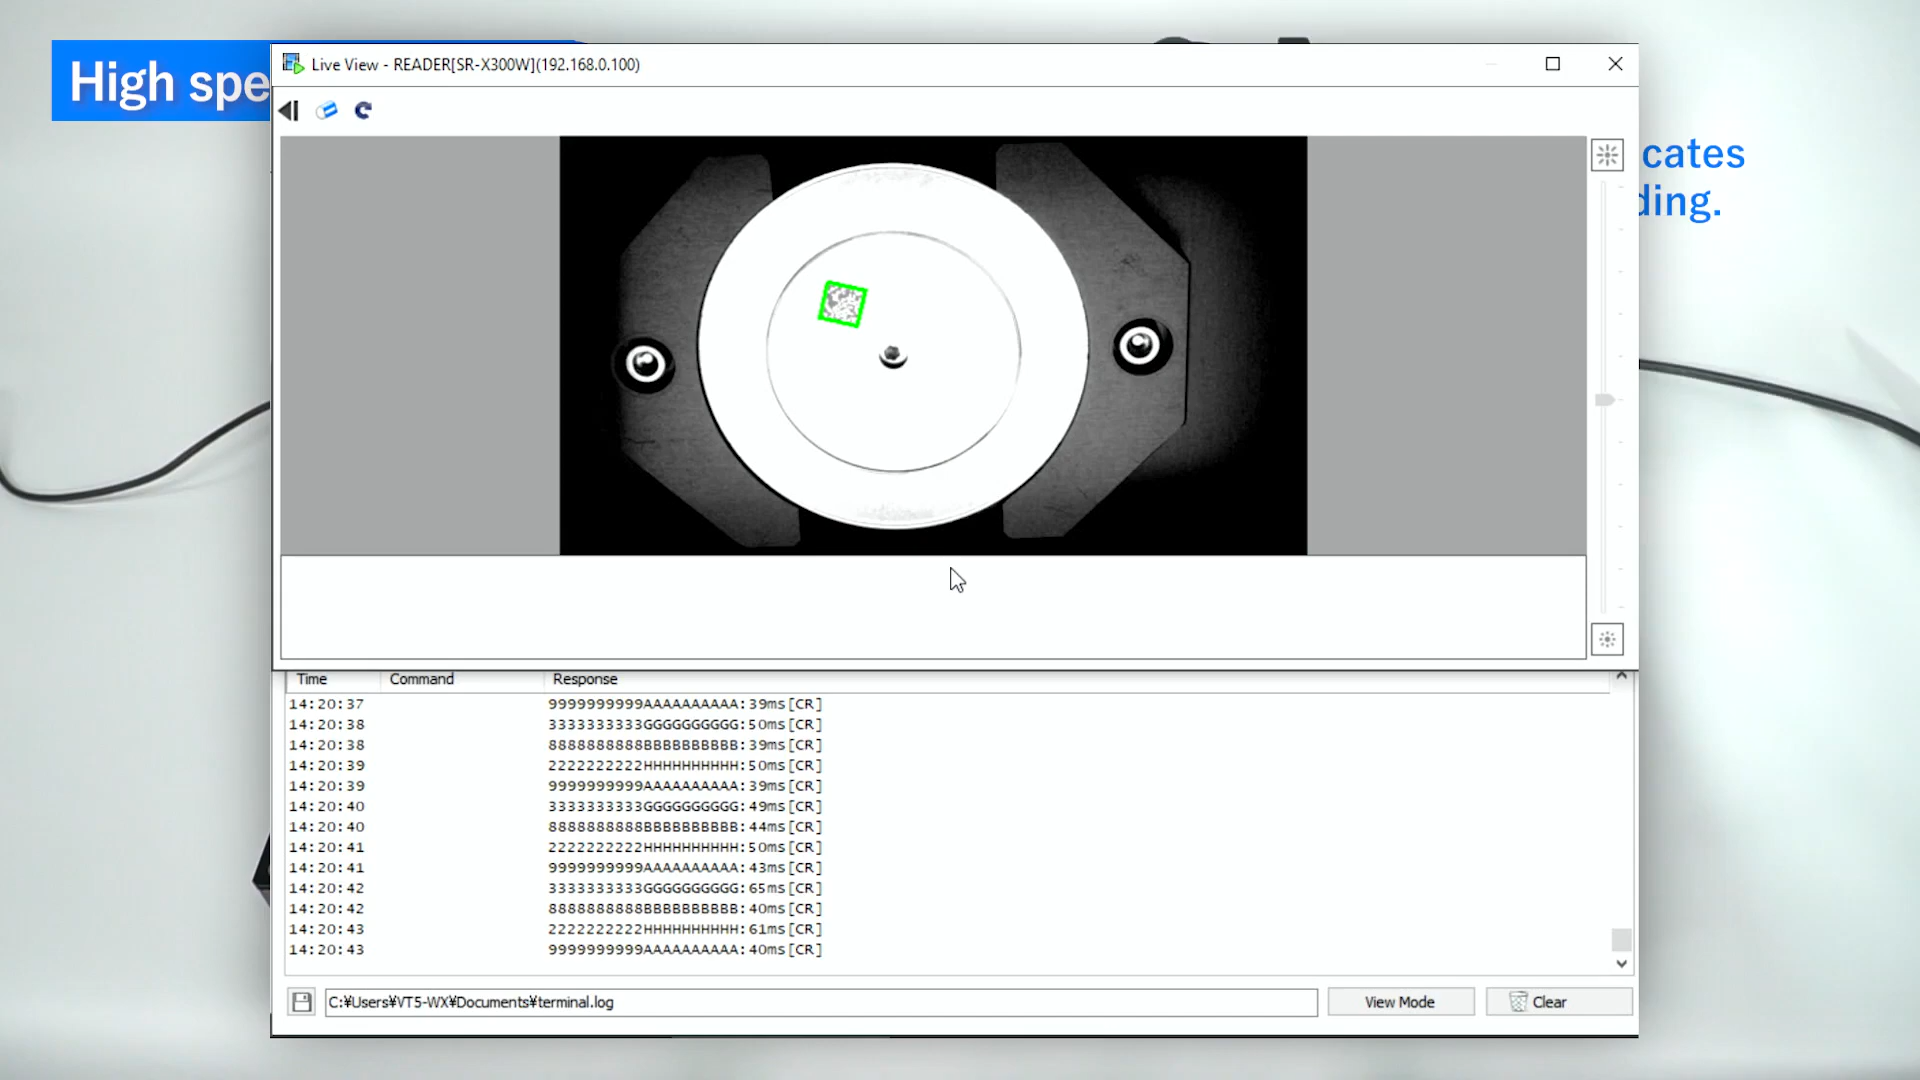 High spe
Live View - READER[SR-X300W](192.168.0.100)
cates
ding.
Time Command Response
14:20:37 9999999999AAAAAAAAAA:39ms[CR]
14:20:38 3333333333GGGGGGGGGG:50ms[CR]
14:20:38 8888888888BBBBBBBBBB:39ms[CR]
14:20:39 2222222222HHHHHHHHHH:50ms[CR]
14:20:39 9999999999AAAAAAAAAA:39ms[CR]
14:20:40 3333333333GGGGGGGGGG:49ms[CR]
14:20:40 8888888888BBBBBBBBBB:44ms[CR]
14:20:41 2222222222HHHHHHHHHH:50ms[CR]
14:20:41 9999999999AAAAAAAAAA:43ms[CR]
14:20:42 3333333333GGGGGGGGGG:65ms[CR]
14:20:42 8888888888BBBBBBBBBB:40ms[CR]
14:20:43 2222222222HHHHHHHHHH:61ms[CR]
14:20:43 9999999999AAAAAAAAAA:40ms[CR]
C:¥Users¥VT5-WX¥Documents¥terminal.log View Mode Clear